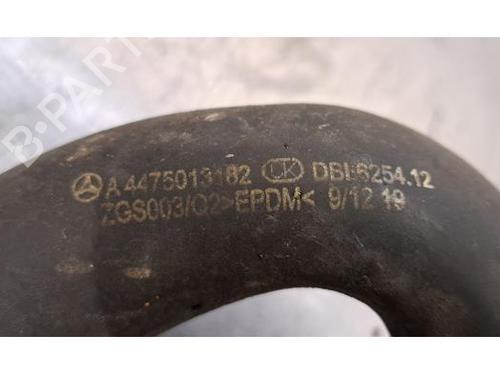 B-PARTS
A 4475013182 CK DBL6254.12
ZGS003/Q2>EPDM< 9/12 19